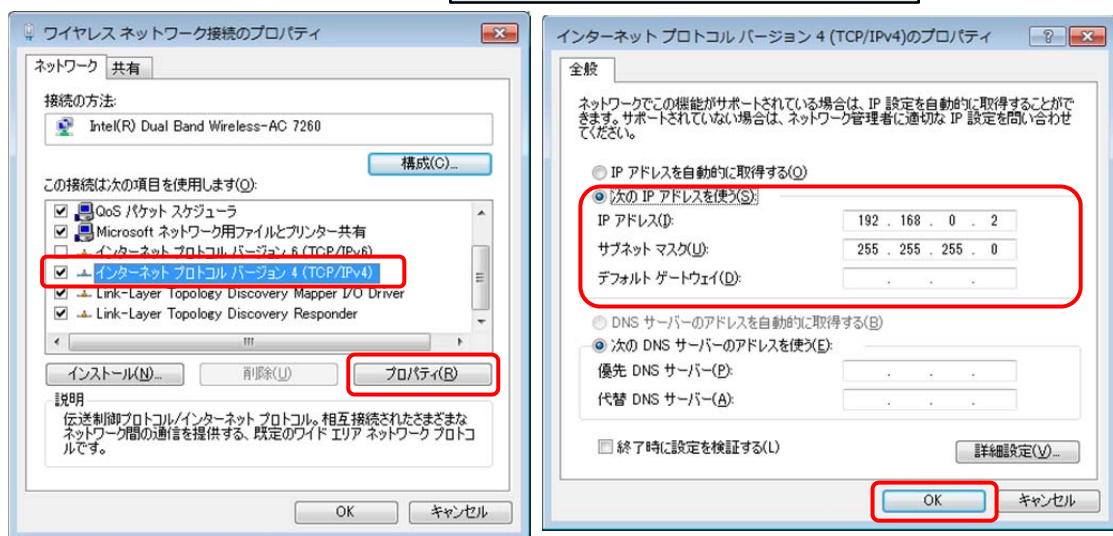 ワイヤレス ネットワーク接続のプロパティ
ネットワーク 共有
接続の方法:
Intel(R) Dual Band Wireless-AC 7260
構成(C)...
この接続は次の項目を使用します(O):
QoS パケット スケジューラ
Microsoft ネットワーク用ファイルとプリンター共有
インターネット プロトコル バージョン 6 (TCP/IPv6)
インターネット プロトコル バージョン 4 (TCP/IPv4)
Link-Layer Topology Discovery Mapper I/O Driver
Link-Layer Topology Discovery Responder
インストール(N)... 削除(U) プロパティ(R)
説明
伝送制御プロトコル/インターネット プロトコル。相互接続されたさまざまな
ネットワーク間の通信を提供する、既定のワイド エリア ネットワーク プロトコ
ルです。
OK キャンセル
インターネット プロトコル バージョン 4 (TCP/IPv4)のプロパティ
全般
ネットワークでこの機能がサポートされている場合は、IP 設定を自動的に取得することがで
きます。サポートされていない場合は、ネットワーク管理者に適切な IP 設定を問い合わせ
てください。
IP アドレスを自動的に取得する(O)
次の IP アドレスを使う(S):
IP アドレス(I): 192 . 168 . 0 . 2
サブネット マスク(U): 255 . 255 . 255 . 0
デフォルト ゲートウェイ(D): . . .
DNS サーバーのアドレスを自動的に取得する(B)
次の DNS サーバーのアドレスを使う(E):
優先 DNS サーバー(P): . . .
代替 DNS サーバー(A): . . .
終了時に設定を検証する(L)
詳細設定(V)...
OK キャンセル